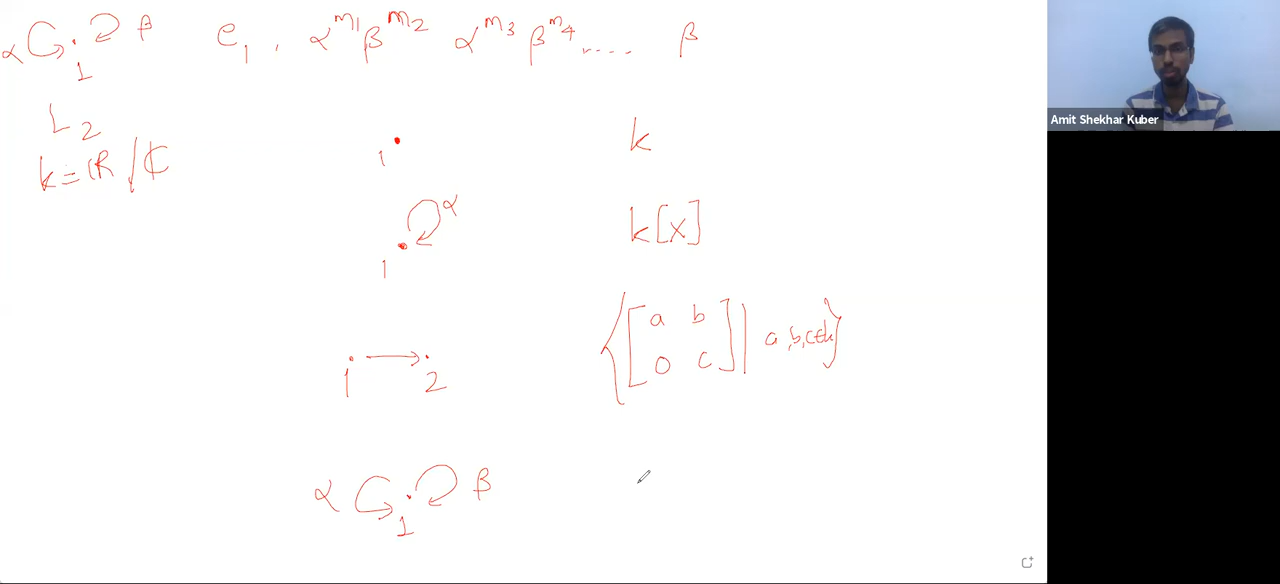 α β e₁ , α^m₁ β^m₂ α^m₃ β^m₄ .... β
1
L₂
k = ℝ / ℂ
1 k
α
k[x]
1
{ [ a b
0 c ] | a, b, c ∈ k }
1 → 2
α β
1
Amit Shekhar Kuber